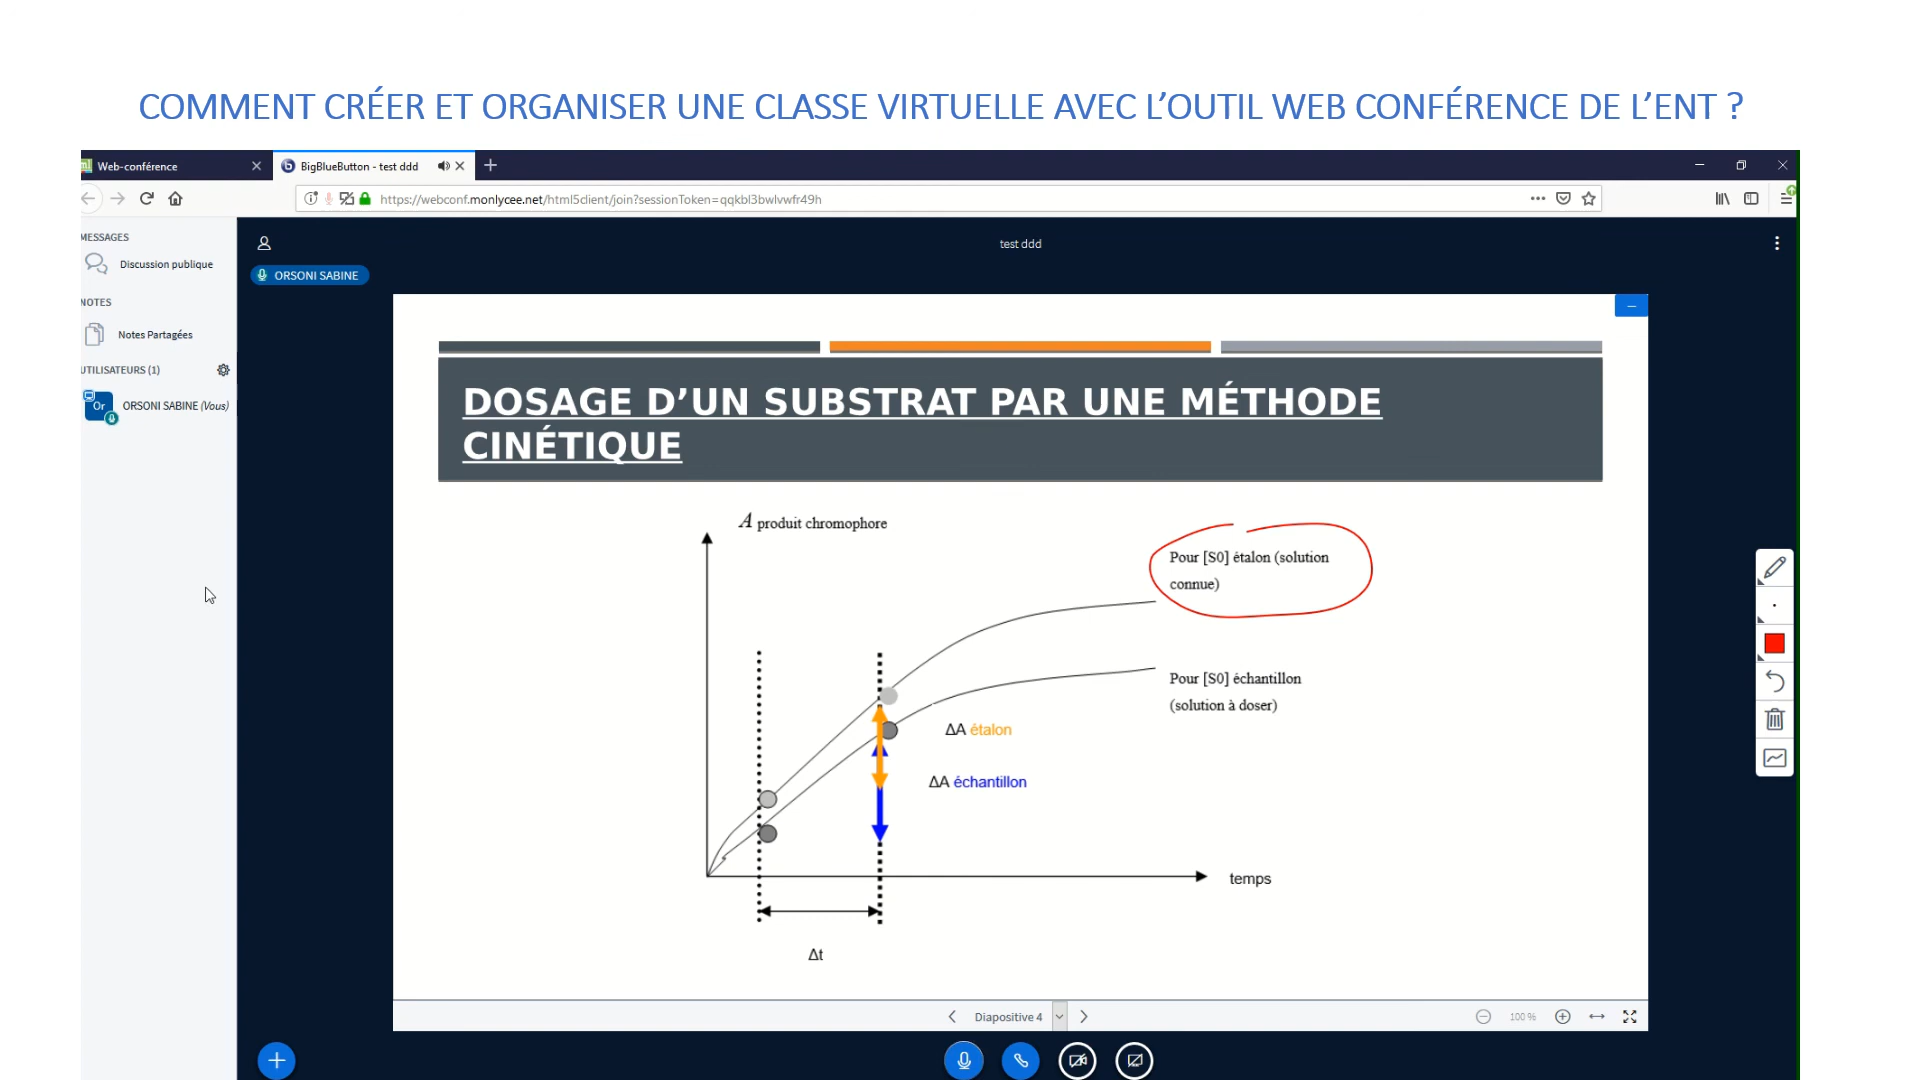 COMMENT CRÉER ET ORGANISER UNE CLASSE VIRTUELLE AVEC L’OUTIL WEB CONFÉRENCE DE L’ENT ?
Web-conférence
BigBlueButton - test ddd
https://webconf.monlycee.net/html5client/join?sessionToken=qqkbl3bwlvwfr49h
MESSAGES
Discussion publique
NOTES
Notes Partagées
UTILISATEURS (1)
Or
ORSONI SABINE (Vous)
test ddd
ORSONI SABINE
DOSAGE D’UN SUBSTRAT PAR UNE MÉTHODE
CINÉTIQUE
A produit chromophore
Pour [S0] étalon (solution
connue)
Pour [S0] échantillon
(solution à doser)
ΔA étalon
ΔA échantillon
temps
Δt
Diapositive 4
100 %